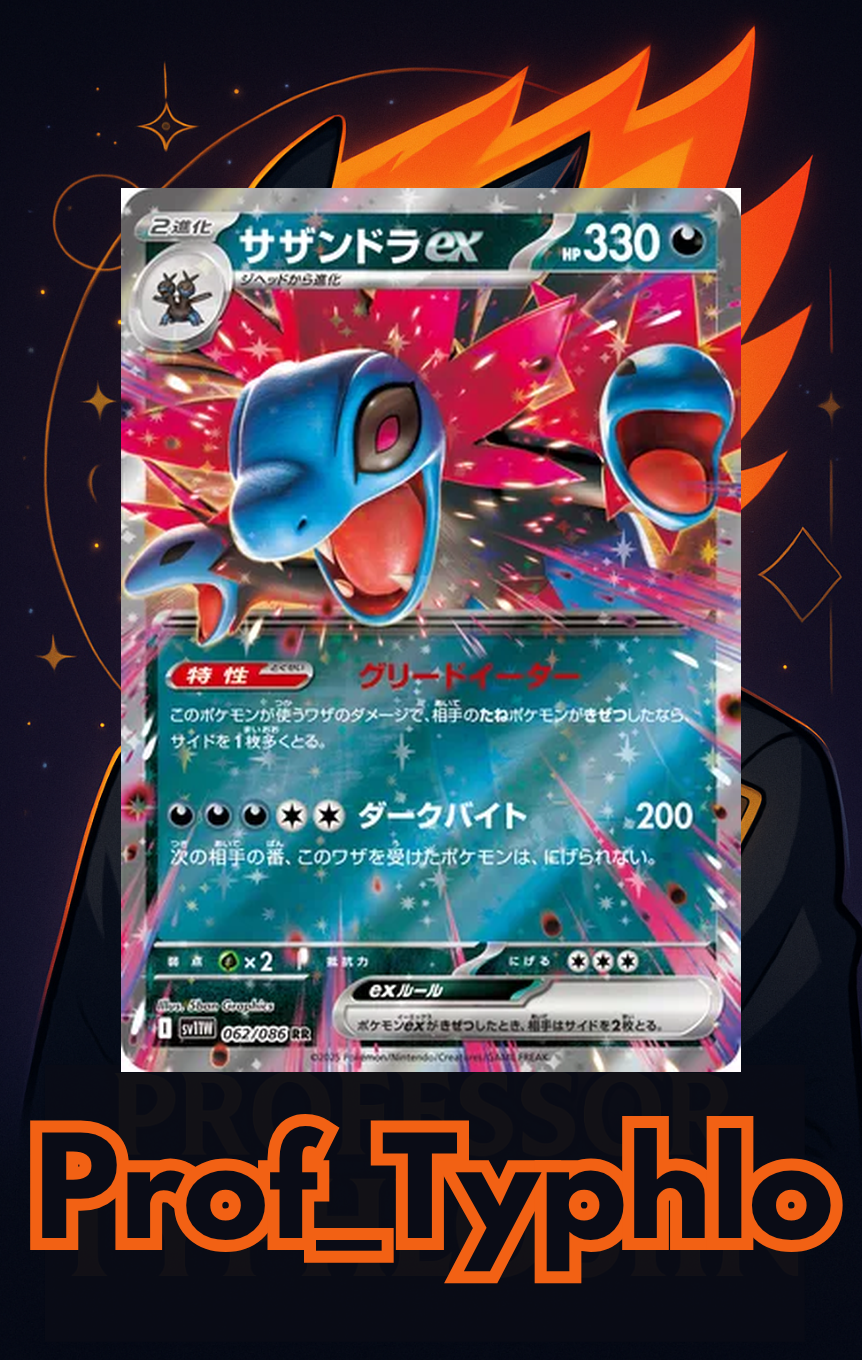 2進化
サザンドラex
HP 330
ジヘッドから進化
特性
とくせい
グリードイーター
このポケモンが使うワザのダメージで、相手のたねポケモンがきぜつしたなら、
サイドを1枚多くとる。
ダークバイト 200
次の相手の番、このワザを受けたポケモンは、にげられない。
弱点 ×2 抵抗力 にげる
exルール
ポケモンexがきぜつしたとき、相手はサイドを2枚とる。
Illus. 5ban Graphics
I SV11W 062/086 RR
©2025 Pokémon/Nintendo/Creatures/GAME FREAK
PROFESSOR
Prof_Typhlo